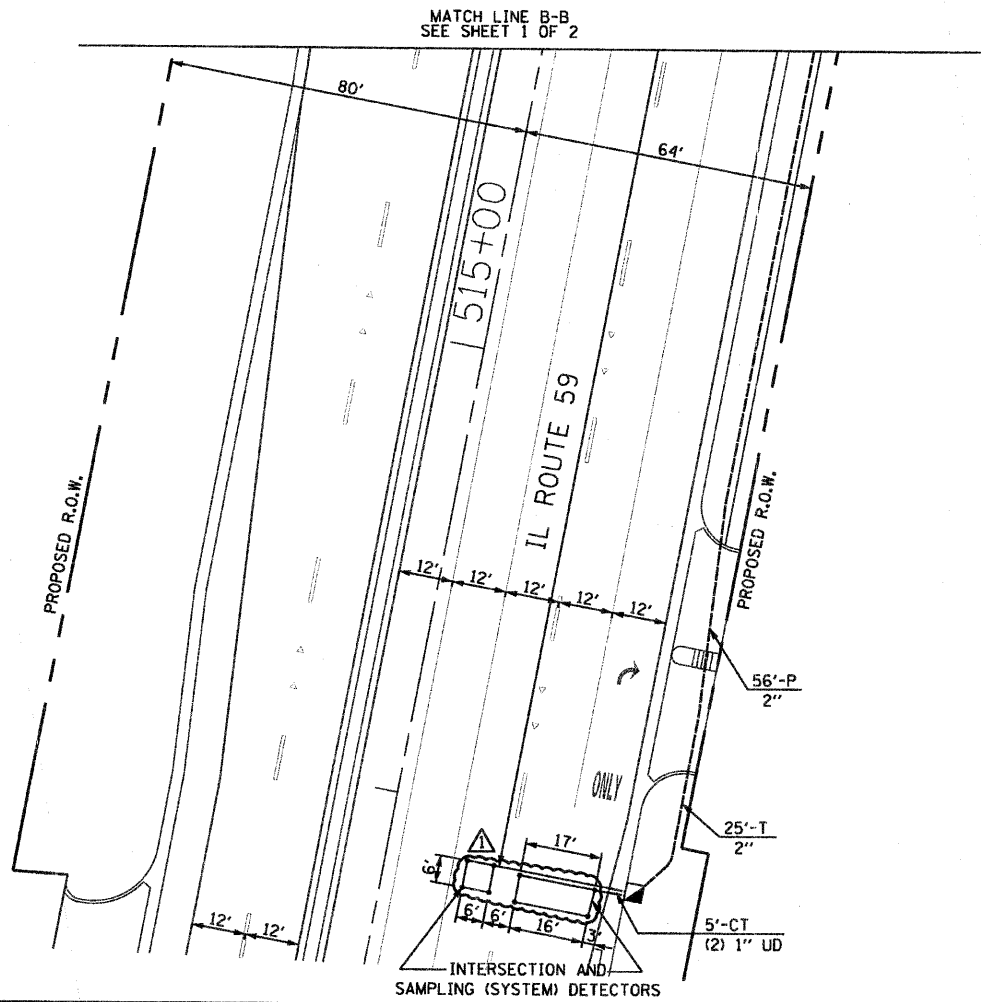 MATCH LINE B-B
SEE SHEET 1 OF 2
80'
64'
515+00
IL ROUTE 59
PROPOSED R.O.W.
PROPOSED R.O.W.
12' 12' 12' 12' 12'
56'-P
2"
ONLY
25'-T
2"
1
17'
6'
6' 6' 16' 3'
5'-CT
(2) 1" UD
12' 12'
INTERSECTION AND
SAMPLING (SYSTEM) DETECTORS